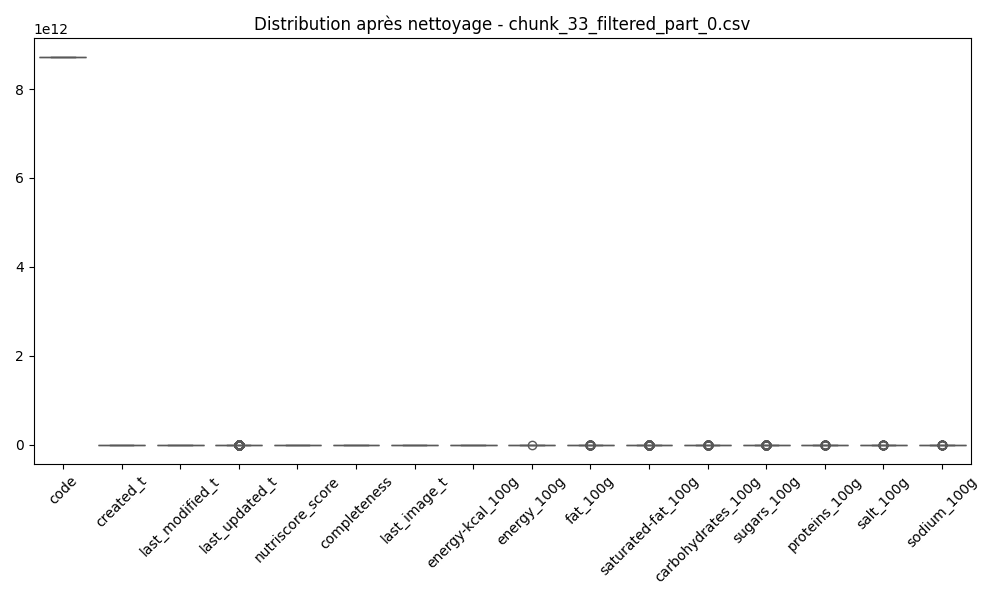 Distribution après nettoyage - chunk_33_filtered_part_0.csv
1e12
8
6
4
2
0
code
created_t
last_modified_t
last_updated_t
nutriscore_score
completeness
last_image_t
energy-kcal_100g
energy_100g
fat_100g
saturated-fat_100g
carbohydrates_100g
sugars_100g
proteins_100g
salt_100g
sodium_100g